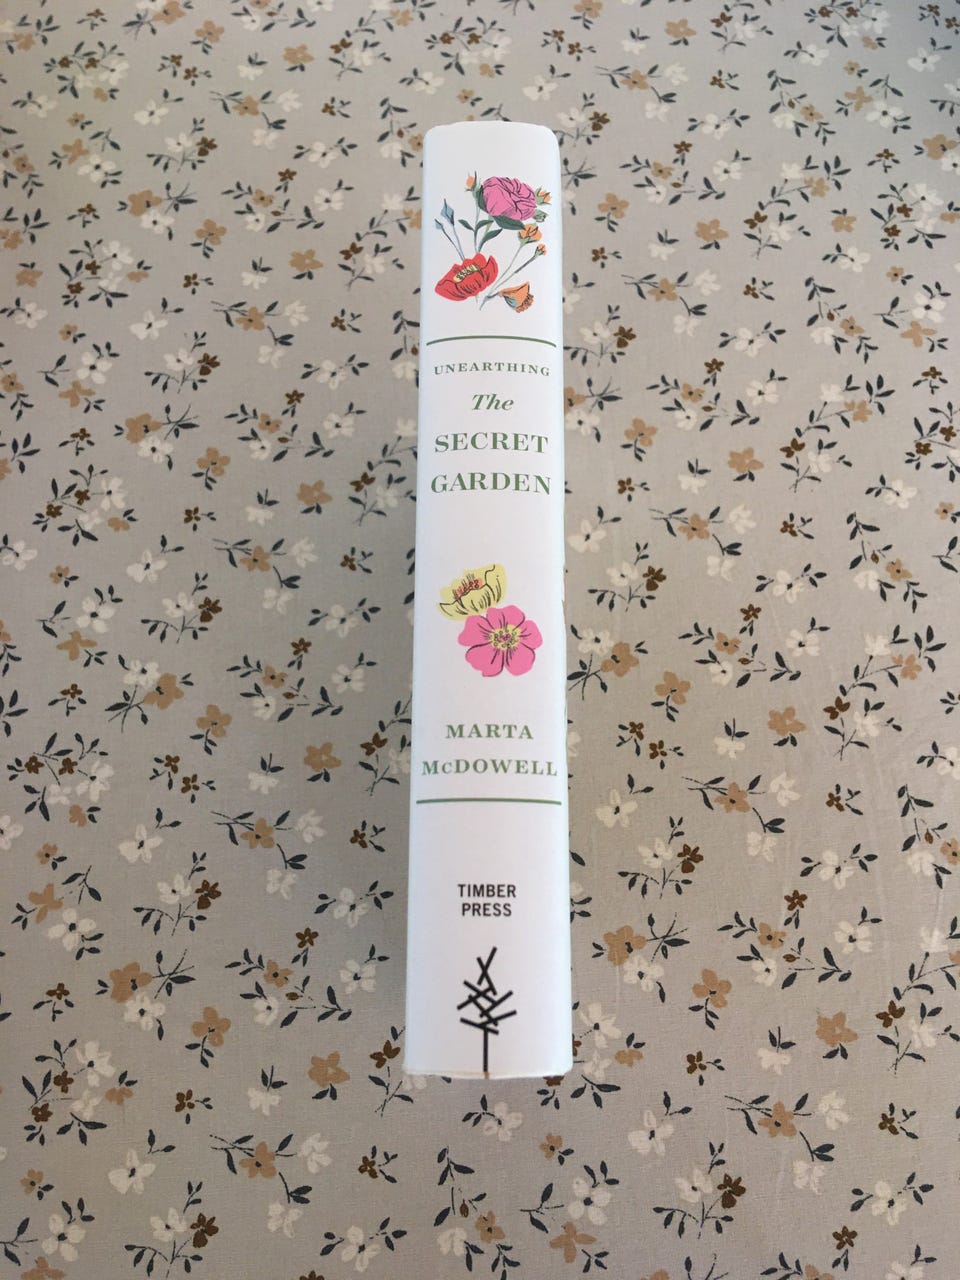 UNEARTHING
The
SECRET
GARDEN
MARTA
McDOWELL
TIMBER
PRESS